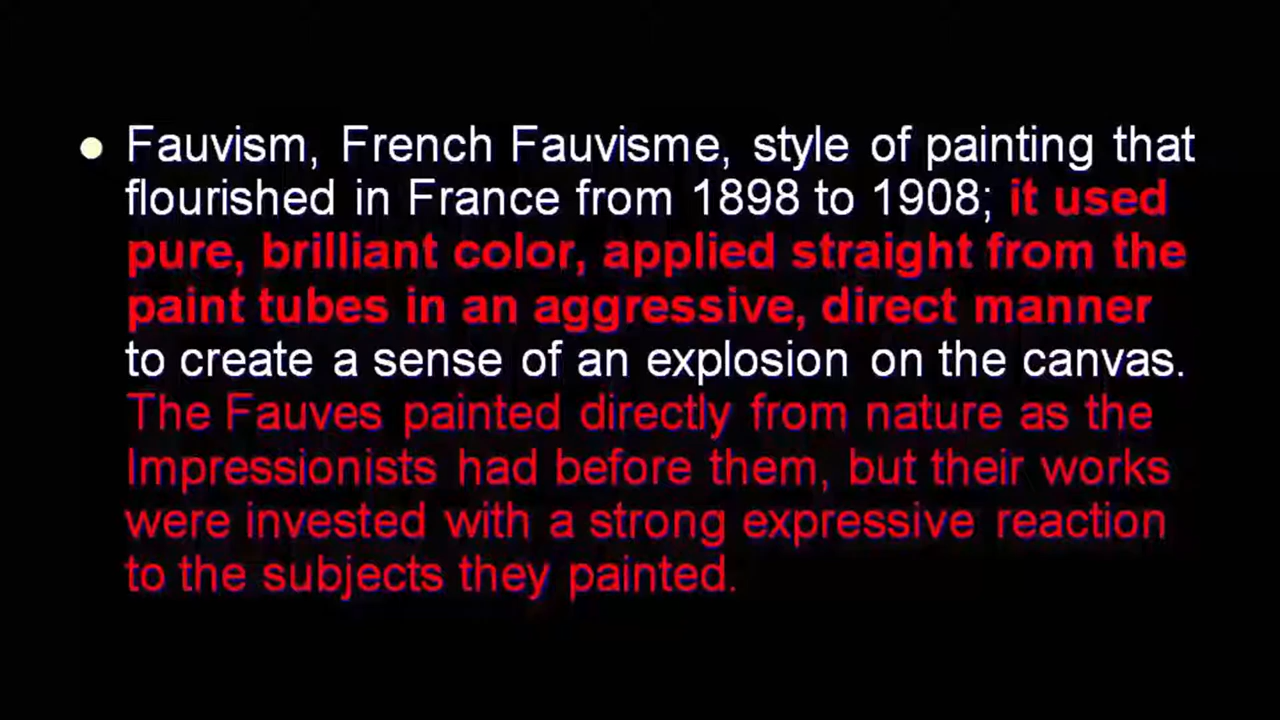 • Fauvism, French Fauvisme, style of painting that
flourished in France from 1898 to 1908; it used
pure, brilliant color, applied straight from the
paint tubes in an aggressive, direct manner
to create a sense of an explosion on the canvas.
The Fauves painted directly from nature as the
Impressionists had before them, but their works
were invested with a strong expressive reaction
to the subjects they painted.